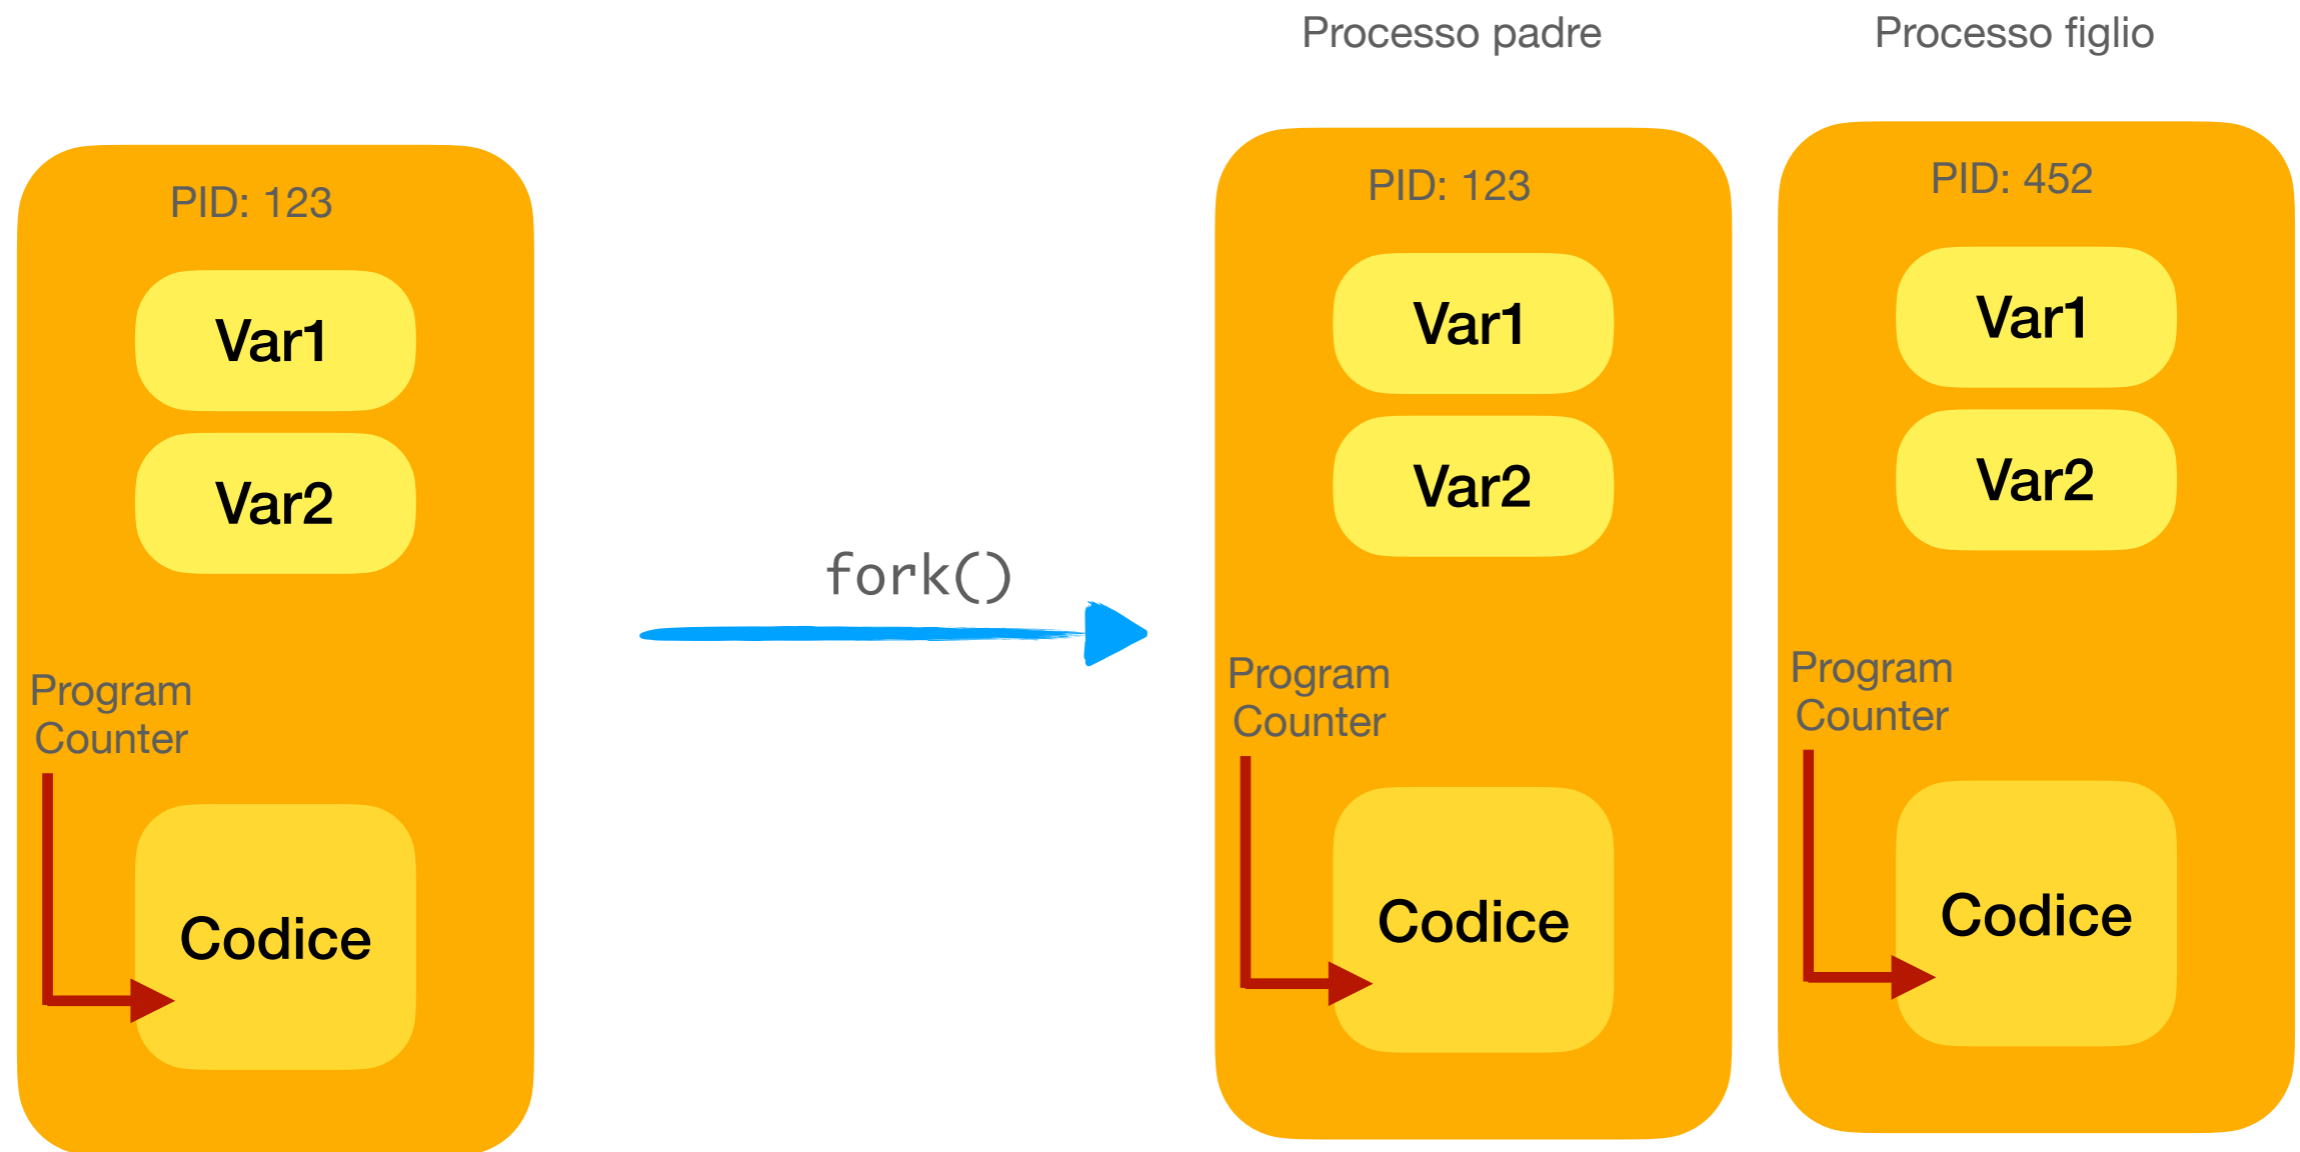 Processo padre
Processo figlio
PID: 123
Var1
Var2
Program
Counter
Codice
fork()
PID: 123
Var1
Var2
Program
Counter
Codice
PID: 452
Var1
Var2
Program
Counter
Codice